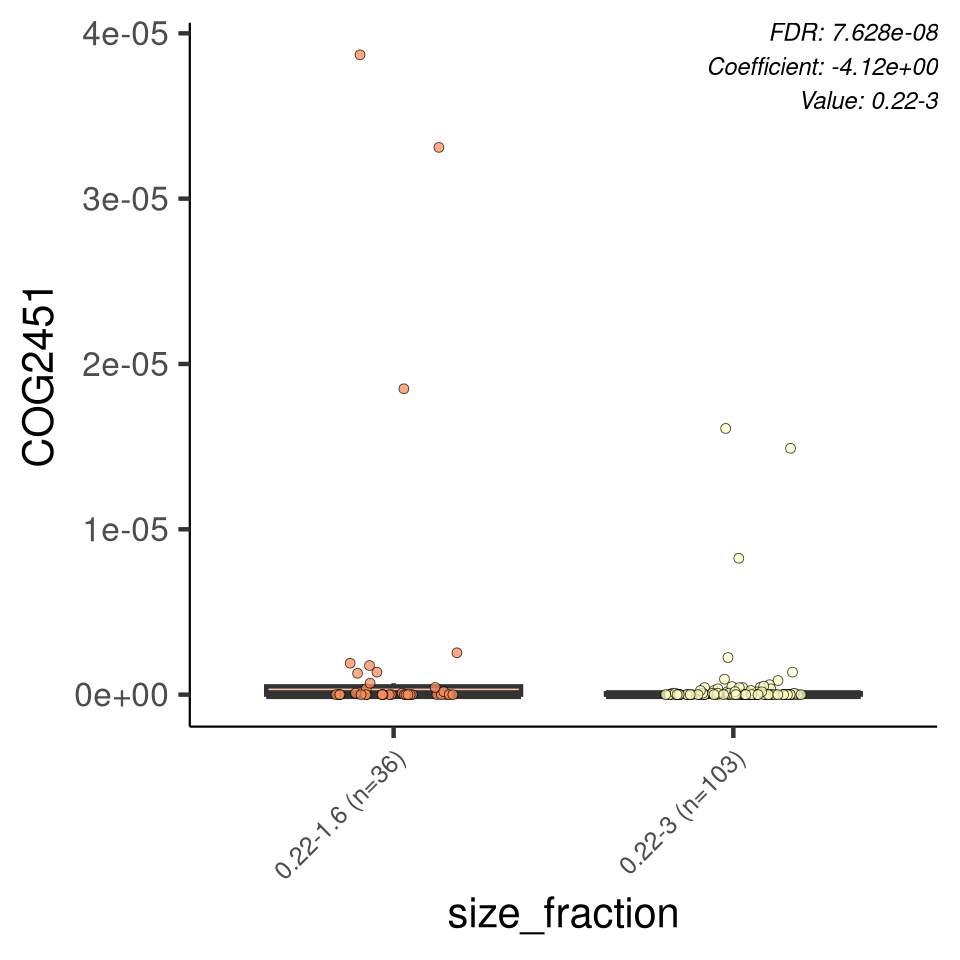 FDR: 7.628e-08
Coefficient: -4.12e+00
Value: 0.22-3
4e-05
3e-05
2e-05
1e-05
0e+00
COG2451
0.22-1.6 (n=36)
0.22-3 (n=103)
size_fraction